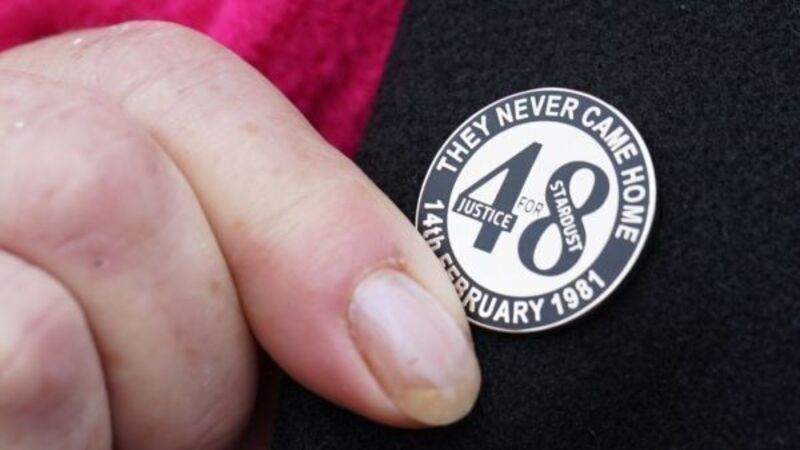 THEY NEVER CAME HOME
48
JUSTICE
FOR
STARDUST
14th FEBRUARY 1981